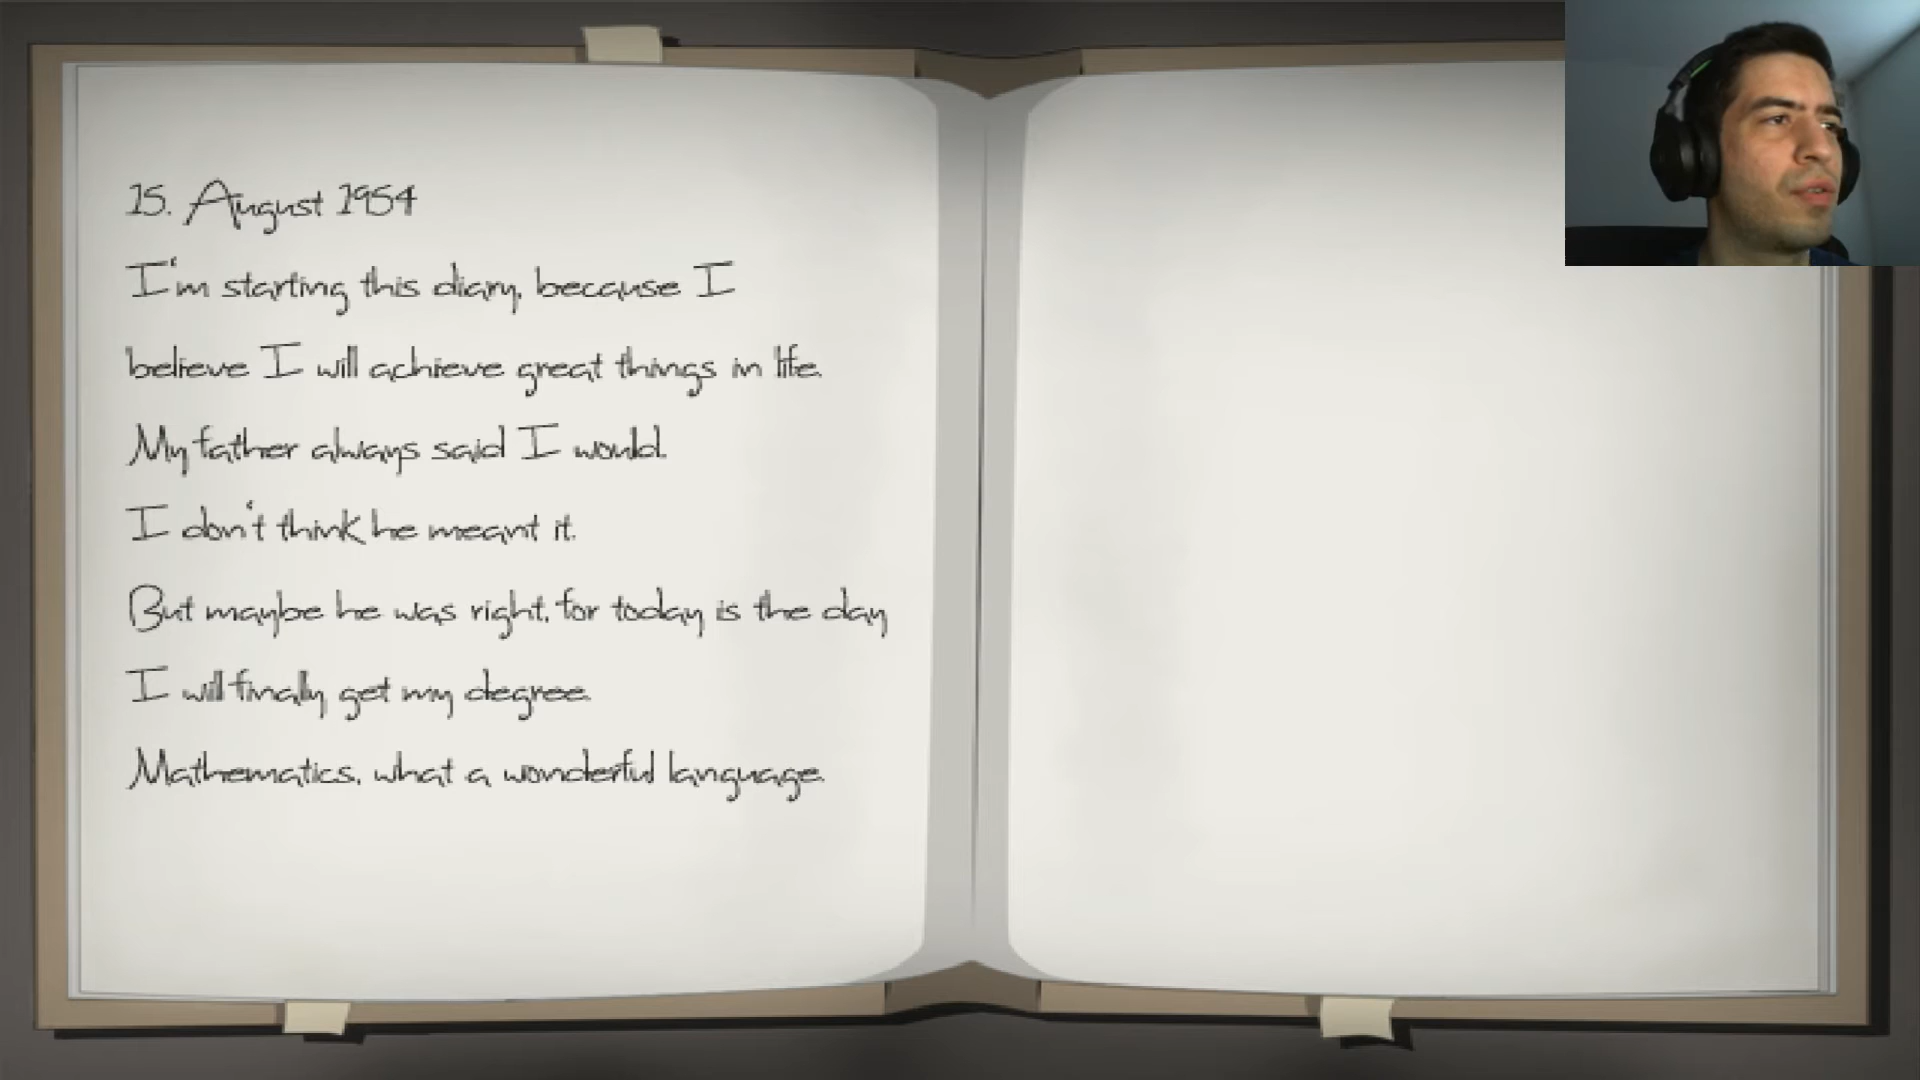 15. August 1954
I'm starting this diary, because I
believe I will achieve great things in life.
My father always said I would.
I don't think he meant it.
But maybe he was right, for today is the day
I will finally get my degree.
Mathematics, what a wonderful language.